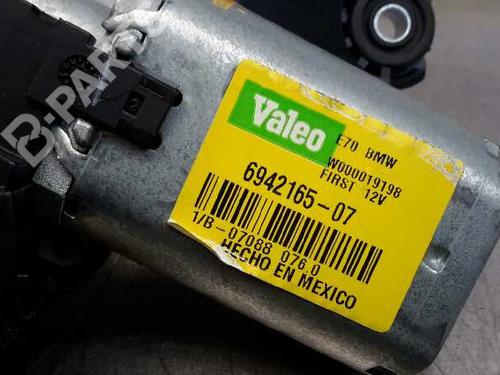 Valeo
E70 BMW
W000019198
FIRST 12V
6942165-07
1/B-07088 076.0
HECHO EN MEXICO
B-PARTS